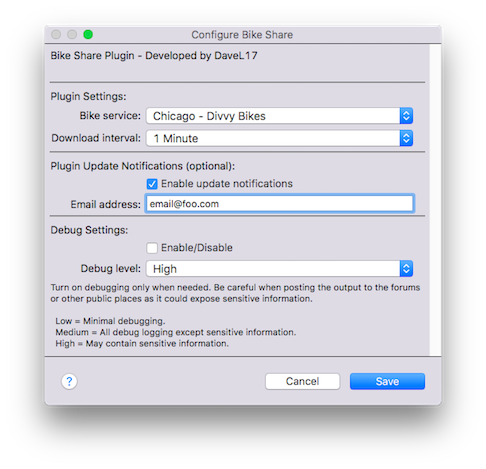 Configure Bike Share
Bike Share Plugin - Developed by DaveL17
Plugin Settings:
Bike service: Chicago - Divvy Bikes
Download interval: 1 Minute
Plugin Update Notifications (optional):
Enable update notifications
Email address: email@foo.com
Debug Settings:
Enable/Disable
Debug level: High
Turn on debugging only when needed. Be careful when posting the output to the forums
or other public places as it could expose sensitive information.
Low = Minimal debugging.
Medium = All debug logging except sensitive information.
High = May contain sensitive information.
? Cancel Save